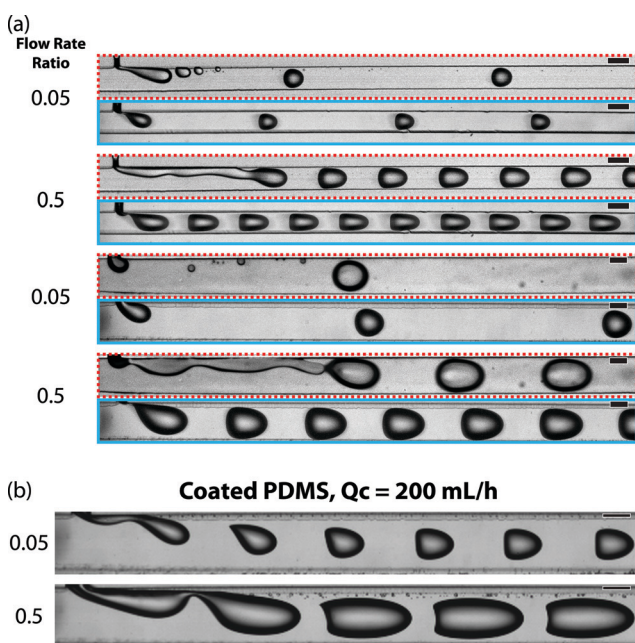 (a)
Flow Rate
Ratio
0.05
0.5
0.05
0.5
(b)
Coated PDMS, Qc = 200 mL/h
0.05
0.5